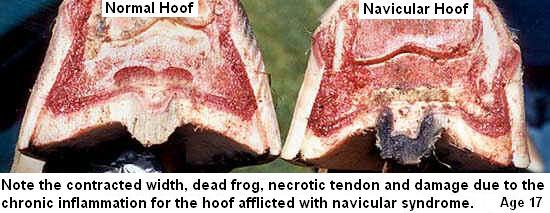 Normal Hoof
Navicular Hoof
Note the contracted width, dead frog, necrotic tendon and damage due to the
chronic inflammation for the hoof afflicted with navicular syndrome. Age 17